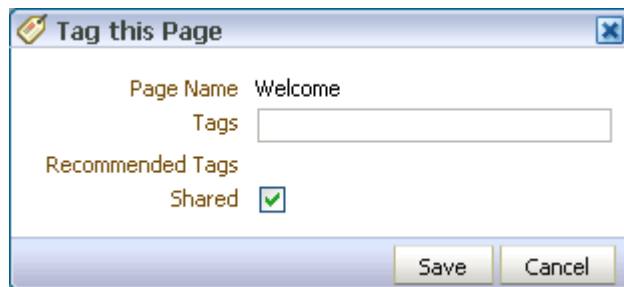 Tag this Page
Page Name Welcome
Tags
Recommended Tags
Shared
Save Cancel